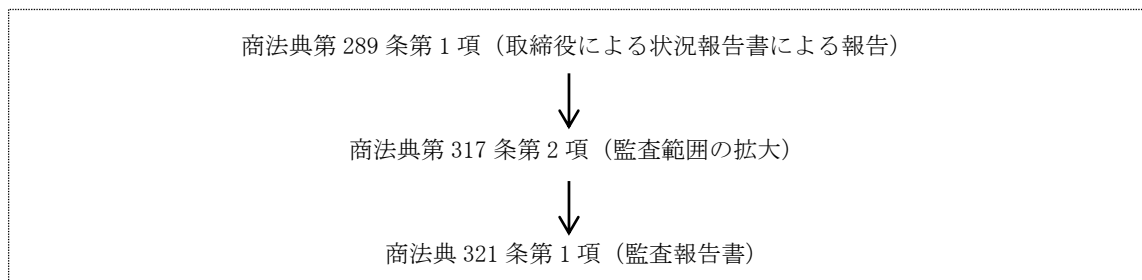 商法典第 289 条第 1 項（取締役による状況報告書による報告）
商法典第 317 条第 2 項（監査範囲の拡大）
商法典 321 条第 1 項（監査報告書）